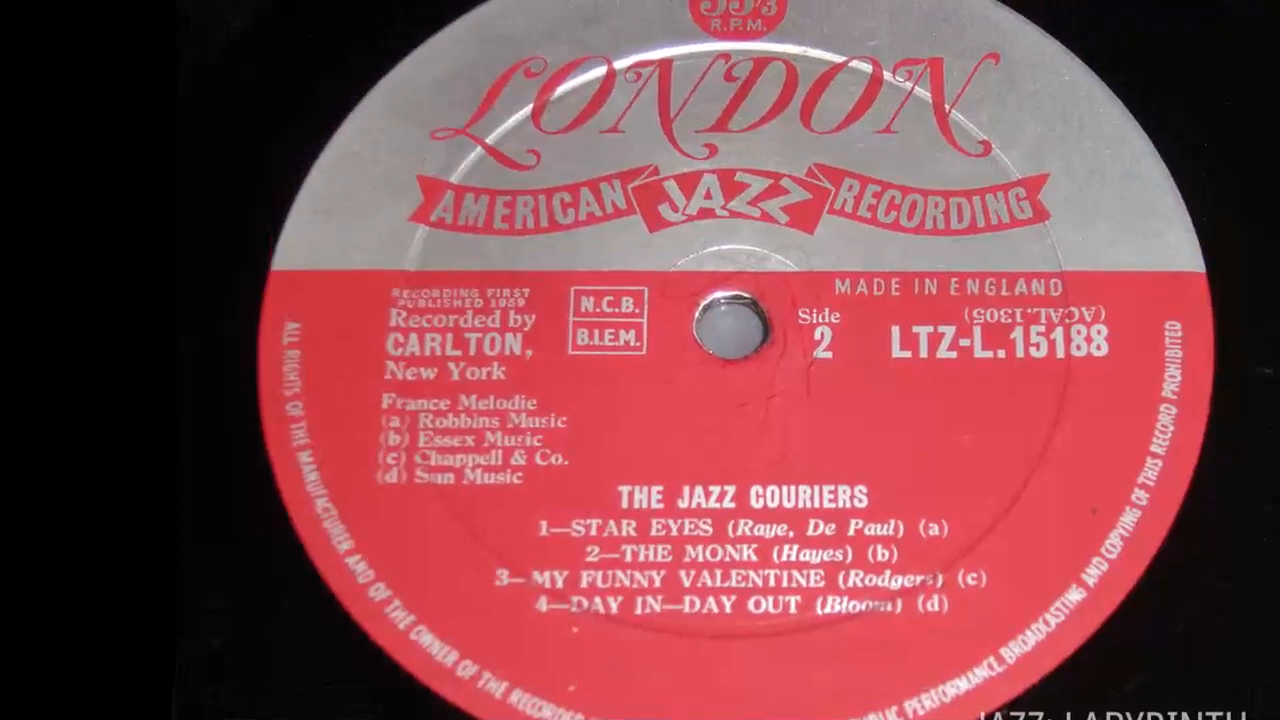 33⅓
R.P.M.
LONDON
AMERICAN JAZZ RECORDING
RECORDING FIRST
PUBLISHED 1959
Recorded by
CARLTON,
New York
N.C.B.
B.I.E.M.
MADE IN ENGLAND
Side
2
(ACAL.1305)
LTZ-L.15188
France Melodie
(a) Robbins Music
(b) Essex Music
(c) Chappell & Co.
(d) Sun Music
THE JAZZ COURIERS
1—STAR EYES (Raye, De Paul) (a)
2—THE MONK (Hayes) (b)
3—MY FUNNY VALENTINE (Rodgers) (c)
4—DAY IN—DAY OUT (Bloom) (d)
ALL RIGHTS OF THE MANUFACTURER AND OF THE OWNER OF THE RECORDED
PUBLIC PERFORMANCE, BROADCASTING AND COPYING OF THIS RECORD PROHIBITED
JAZZ: LABYRINTH